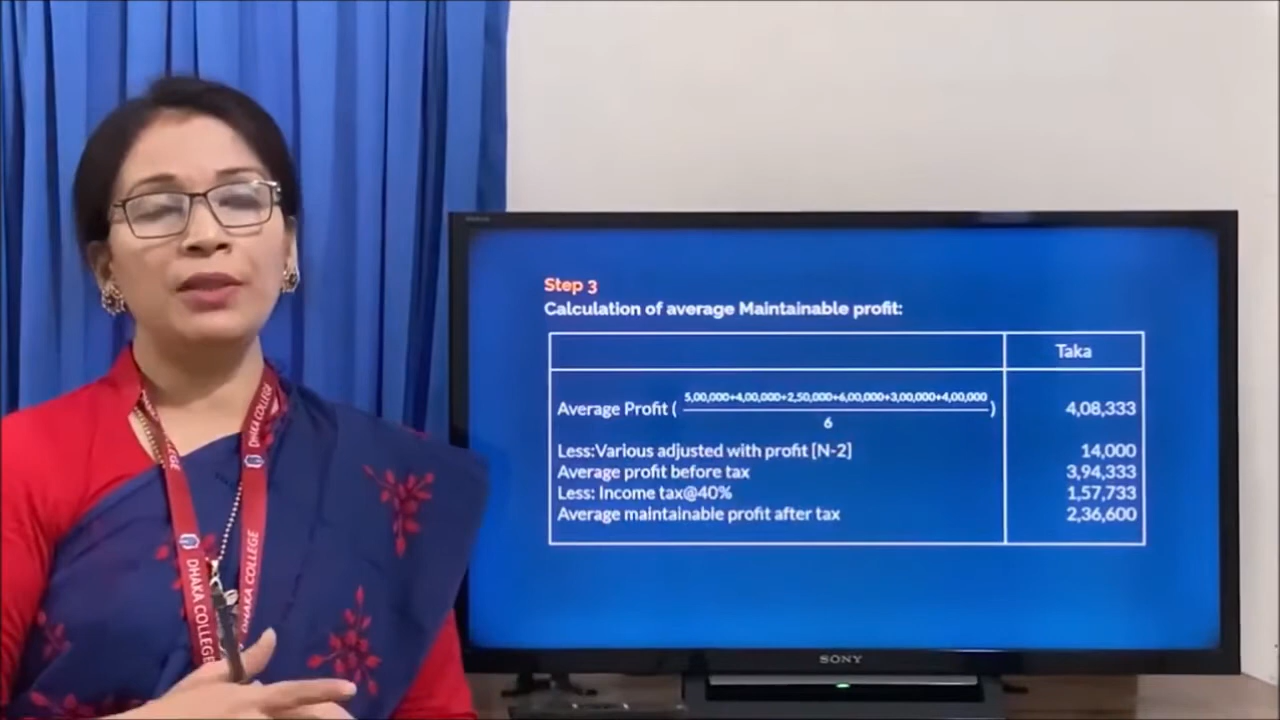 Step 3
Calculation of average Maintainable profit:
Taka
5,00,000+4,00,000+2,50,000+6,00,000+3,00,000+4,00,000
Average Profit ( ) 4,08,333
6
Less:Various adjusted with profit [N-2] 14,000
Average profit before tax 3,94,333
Less: Income tax@40% 1,57,733
Average maintainable profit after tax 2,36,600
SONY
DHAKA COLLEGE
COLLEGE
DHAKA COLLEGE
DHAKA COLLEGE